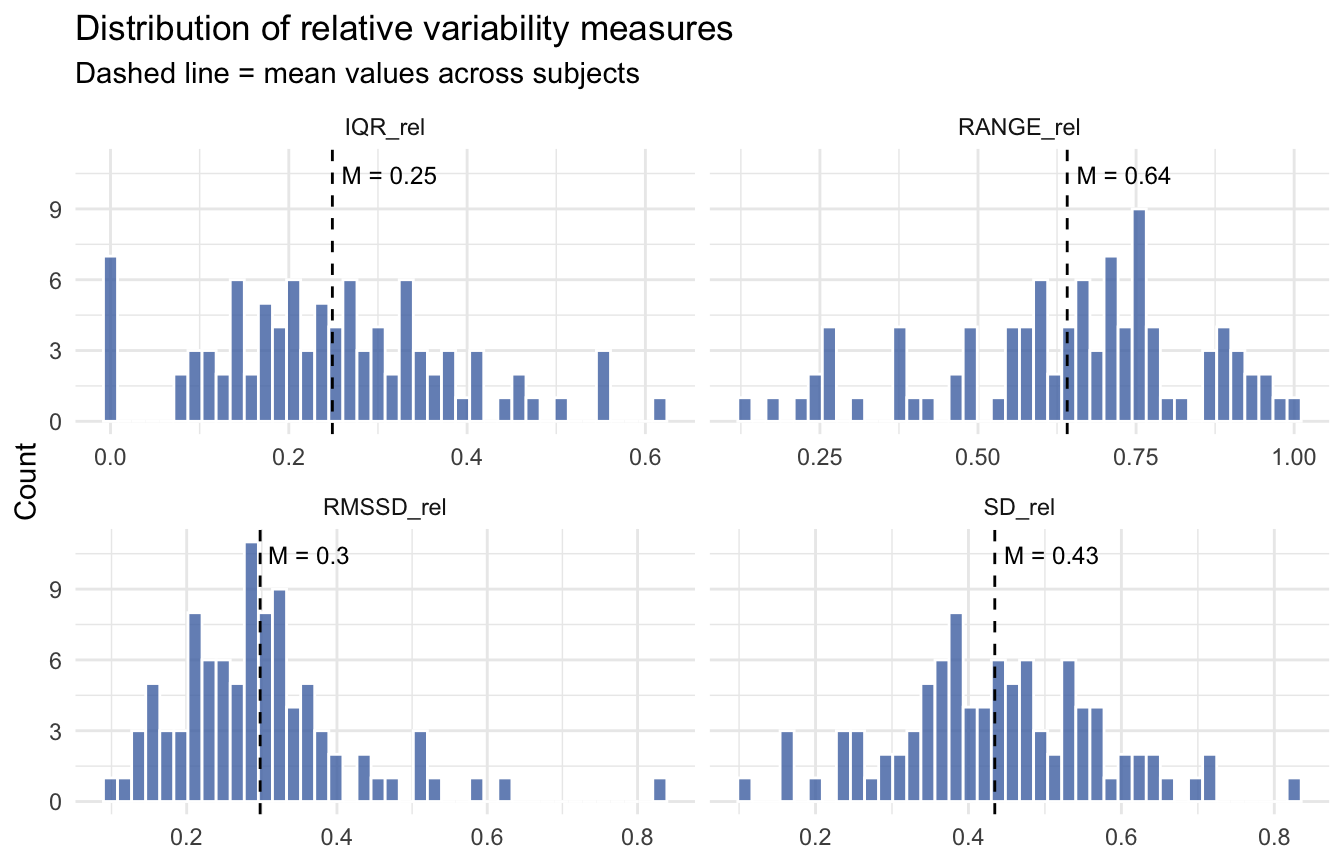 Distribution of relative variability measures
Dashed line = mean values across subjects
IQR_rel
RANGE_rel
M = 0.25
M = 0.64
9
6
3
0
0.0 0.2 0.4 0.6
0.25 0.50 0.75 1.00
Count
RMSSD_rel
SD_rel
M = 0.3
M = 0.43
9
6
3
0
0.2 0.4 0.6 0.8
0.2 0.4 0.6 0.8